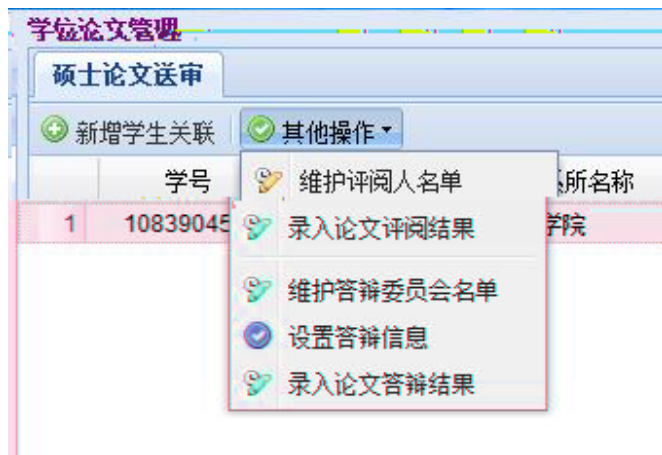 学位论文管理
硕士论文送审
新增学生关联 其他操作
学号 所名称
1 10839045 学院
维护评阅人名单
录入论文评阅结果
维护答辩委员会名单
设置答辩信息
录入论文答辩结果